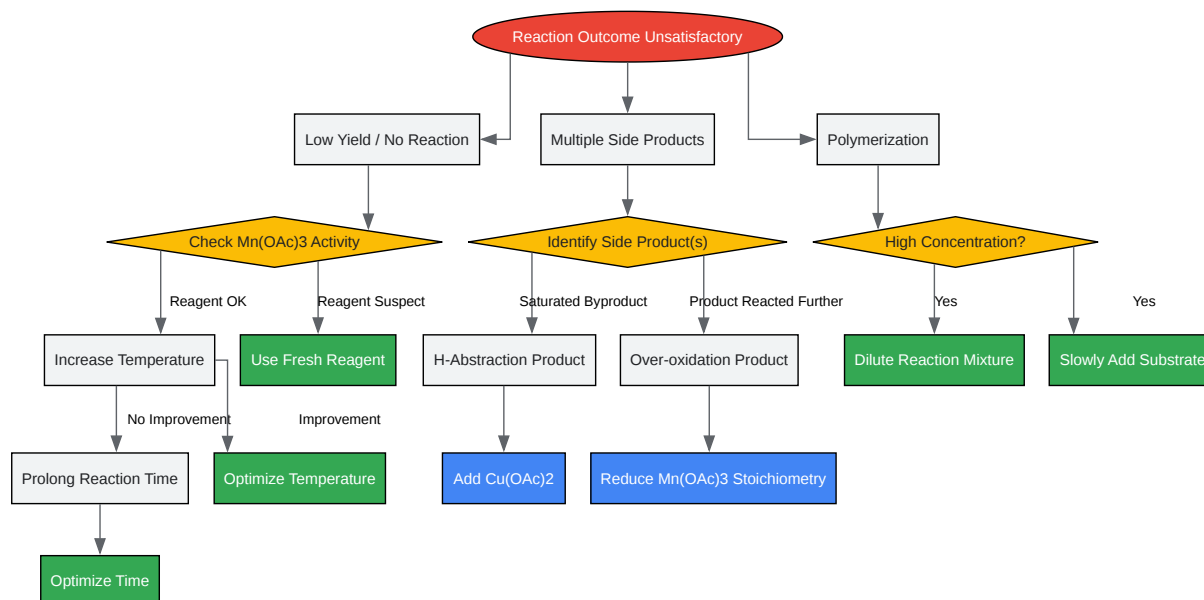 Reaction Outcome Unsatisfactory
Low Yield / No Reaction
Multiple Side Products
Polymerization
Check Mn(OAc)3 Activity
Identify Side Product(s)
High Concentration?
Reagent OK
Reagent Suspect
Saturated Byproduct
Product Reacted Further
Yes
Yes
Increase Temperature
Use Fresh Reagent
H-Abstraction Product
Over-oxidation Product
Dilute Reaction Mixture
Slowly Add Substrate
No Improvement
Improvement
Prolong Reaction Time
Optimize Temperature
Add Cu(OAc)2
Reduce Mn(OAc)3 Stoichiometry
Optimize Time